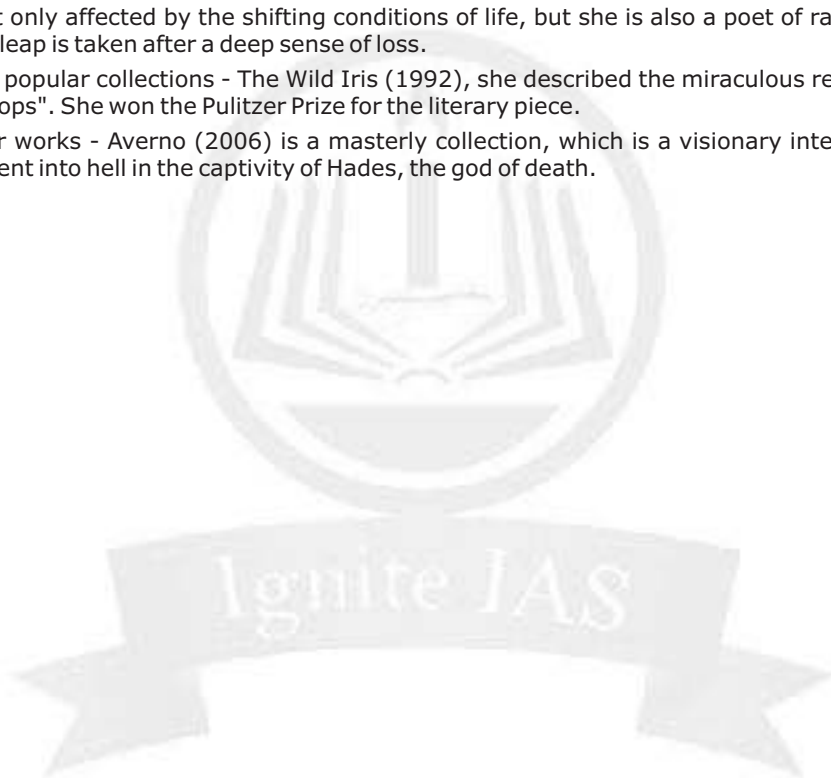 t only affected by the shifting conditions of life, but she is also a poet of ra
leap is taken after a deep sense of loss.
popular collections - The Wild Iris (1992), she described the miraculous re
ops". She won the Pulitzer Prize for the literary piece.
r works - Averno (2006) is a masterly collection, which is a visionary inte
ent into hell in the captivity of Hades, the god of death.
Ignite IAS